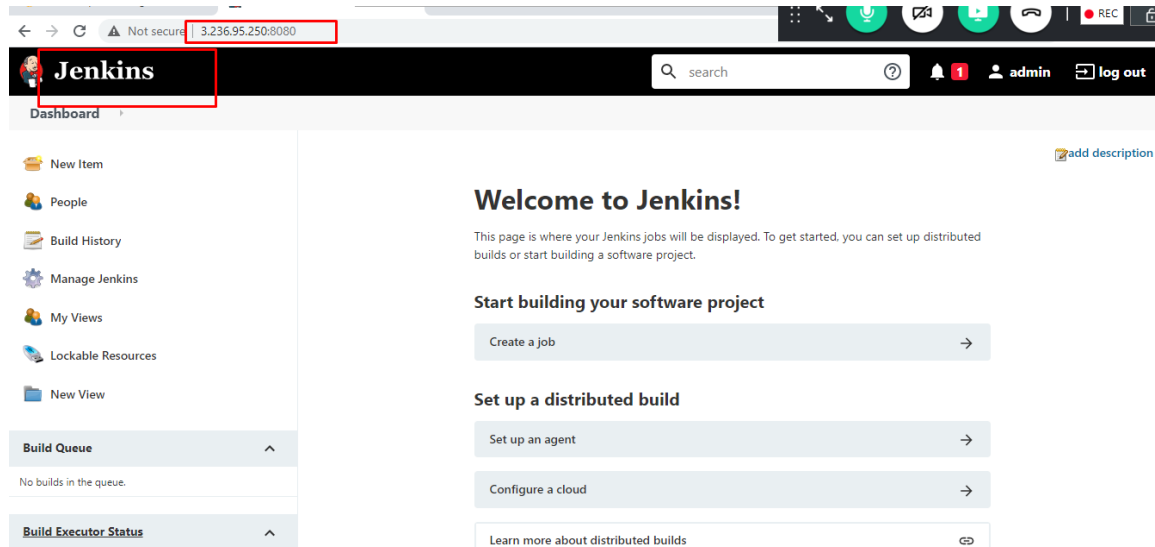 REC
Not secure
3.236.95.250:8080
Jenkins
search
1
admin
log out
Dashboard
add description
New Item
People
Build History
Manage Jenkins
My Views
Lockable Resources
New View
Build Queue
No builds in the queue.
Build Executor Status
Welcome to Jenkins!
This page is where your Jenkins jobs will be displayed. To get started, you can set up distributed
builds or start building a software project.
Start building your software project
Create a job
Set up a distributed build
Set up an agent
Configure a cloud
Learn more about distributed builds